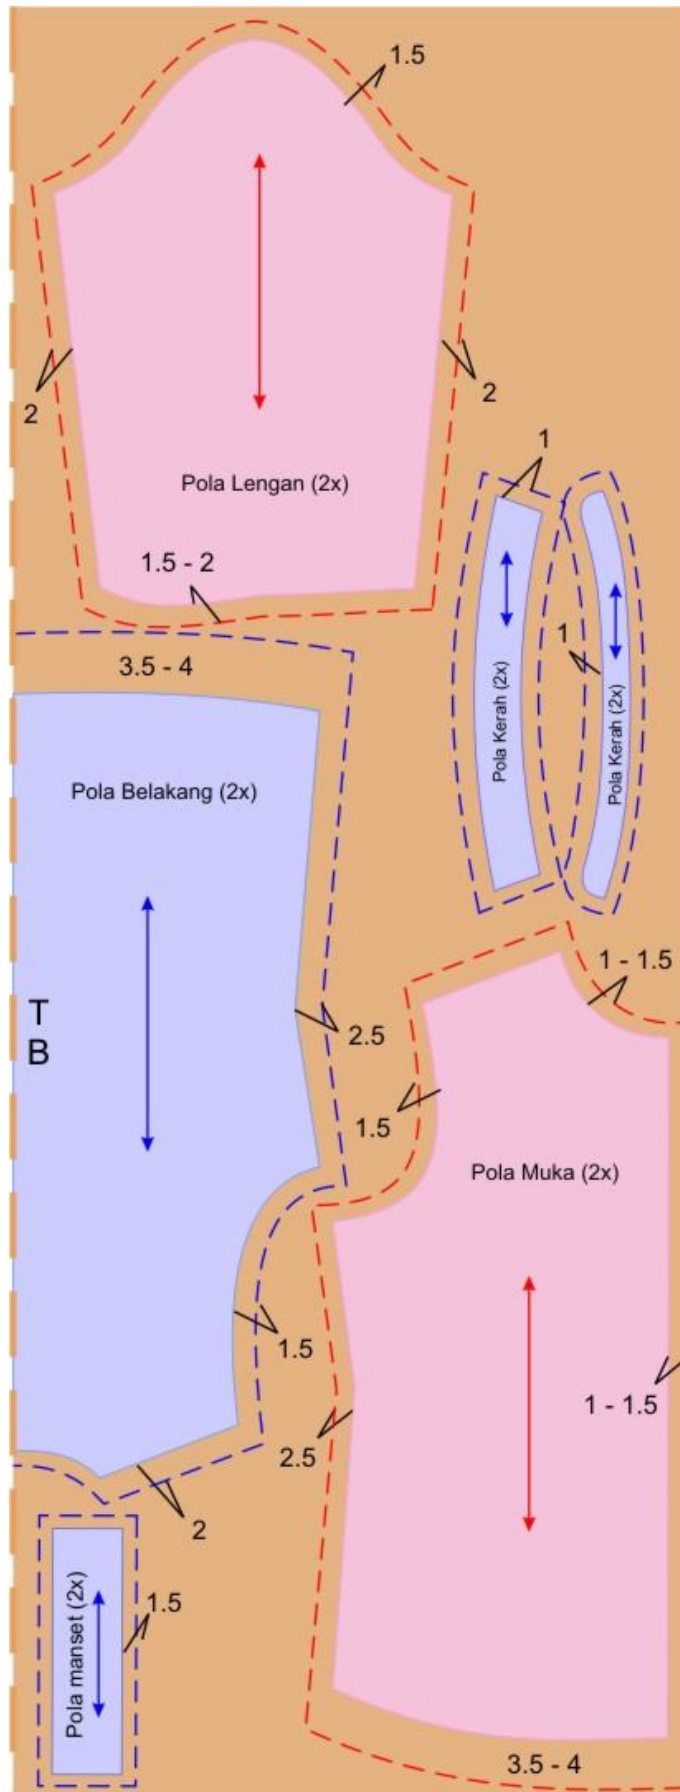 1.5
2
2
Pola Lengan (2x)
1.5 - 2
1
3.5 - 4
1
Pola Kerah (2x)
Pola Kerah (2x)
Pola Belakang (2x)
1 - 1.5
T
B
2.5
1.5
Pola Muka (2x)
1.5
1 - 1.5
2.5
2
1.5
Pola manset (2x)
3.5 - 4